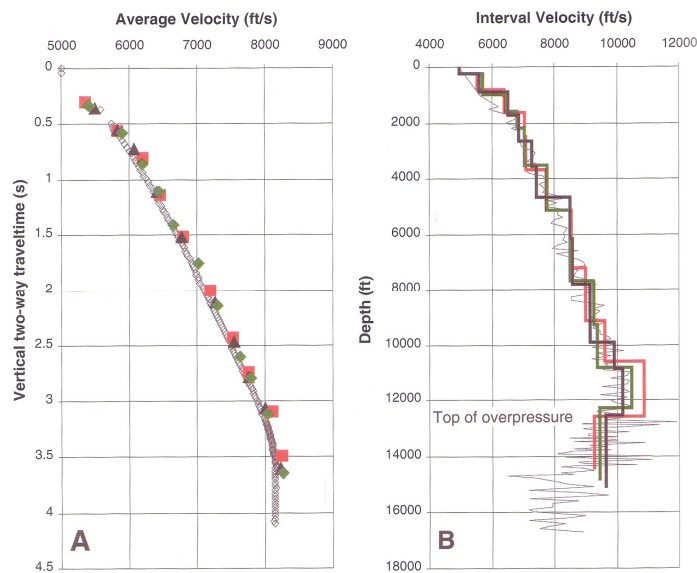 Average Velocity (ft/s)
5000 6000 7000 8000 9000
Vertical two-way traveltime (s)
0
0.5
1
1.5
2
2.5
3
3.5
4
4.5
A
Interval Velocity (ft/s)
4000 6000 8000 10000 12000
Depth (ft)
0
2000
4000
6000
8000
10000
12000
14000
16000
18000
Top of overpressure
B